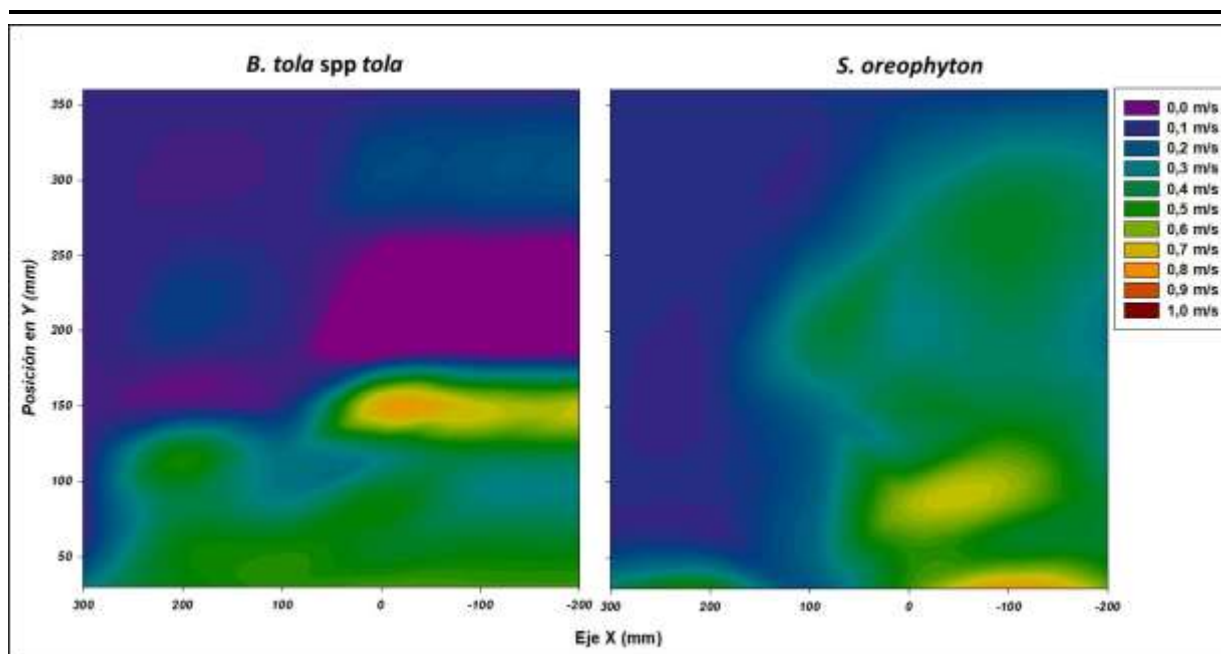 B. tola spp tola
S. oreophyton
Posición en Y (mm)
350
300
250
200
150
100
50
300
200
100
0
-100
-200
300
200
100
0
-100
-200
Eje X (mm)
0,0 m/s
0,1 m/s
0,2 m/s
0,3 m/s
0,4 m/s
0,5 m/s
0,6 m/s
0,7 m/s
0,8 m/s
0,9 m/s
1,0 m/s